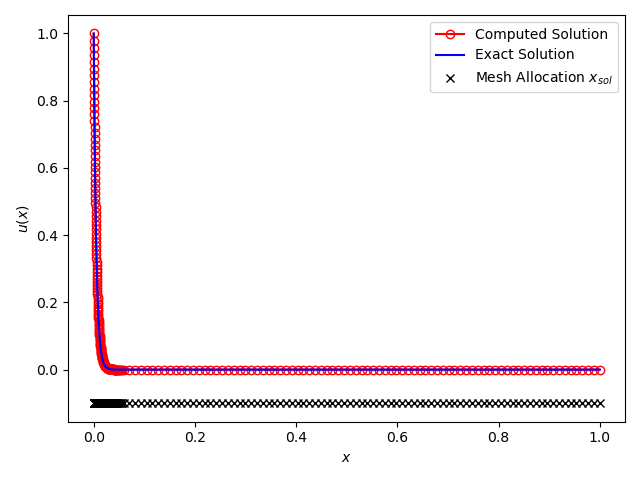 Computed Solution
Exact Solution
Mesh Allocation x_sol
1.0
0.8
0.6
0.4
0.2
0.0
u(x)
0.0 0.2 0.4 0.6 0.8 1.0
x